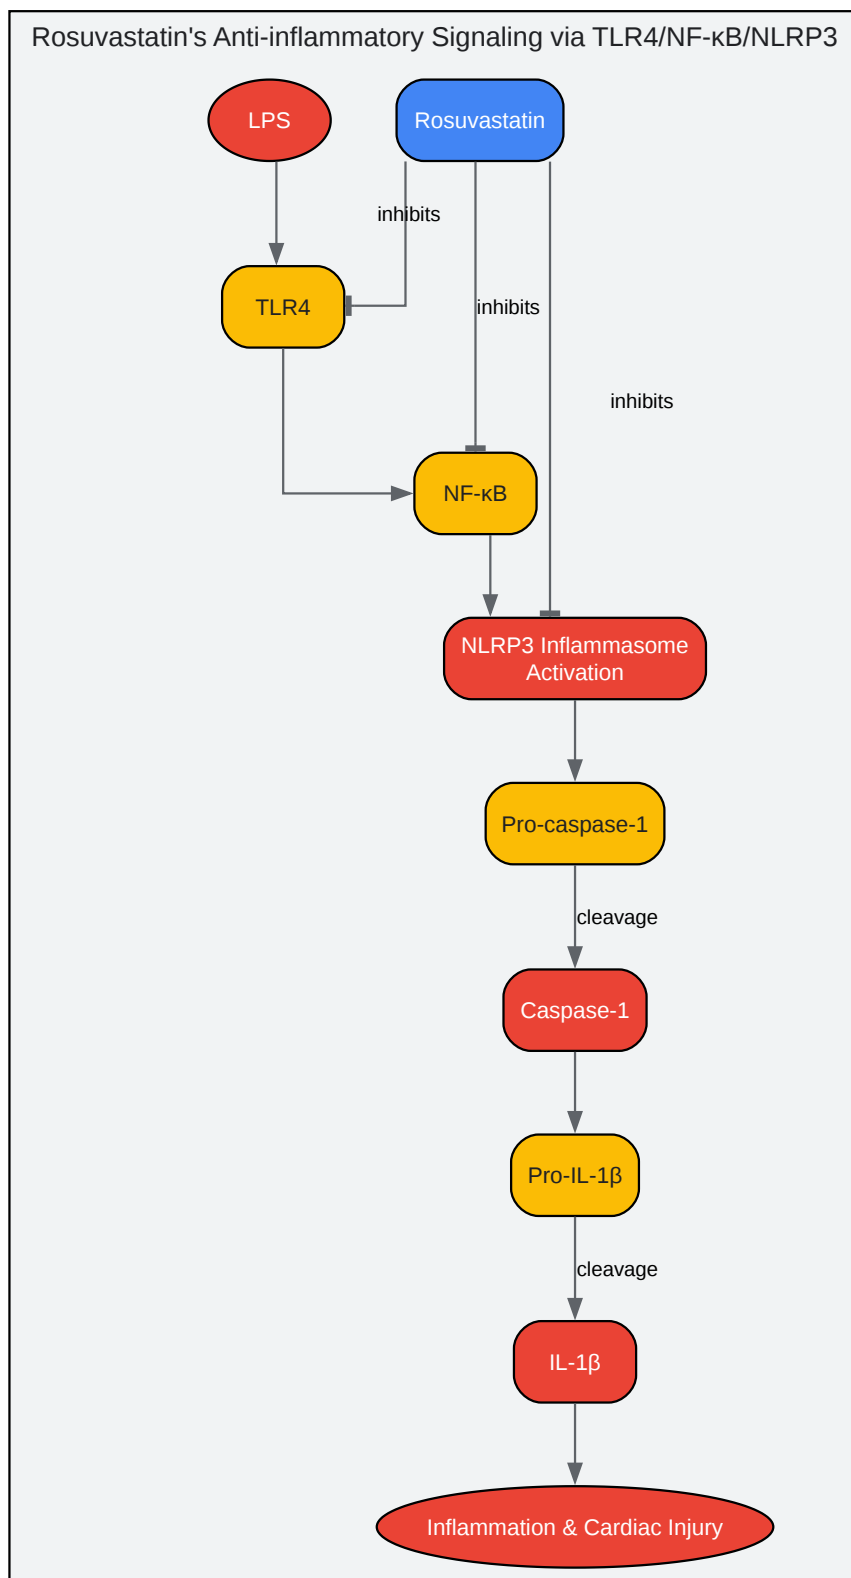 Rosuvastatin's Anti-inflammatory Signaling via TLR4/NF-κB/NLRP3
LPS
Rosuvastatin
inhibits
TLR4
inhibits
inhibits
NF-κB
NLRP3 Inflammasome
Activation
Pro-caspase-1
cleavage
Caspase-1
Pro-IL-1β
cleavage
IL-1β
Inflammation & Cardiac Injury